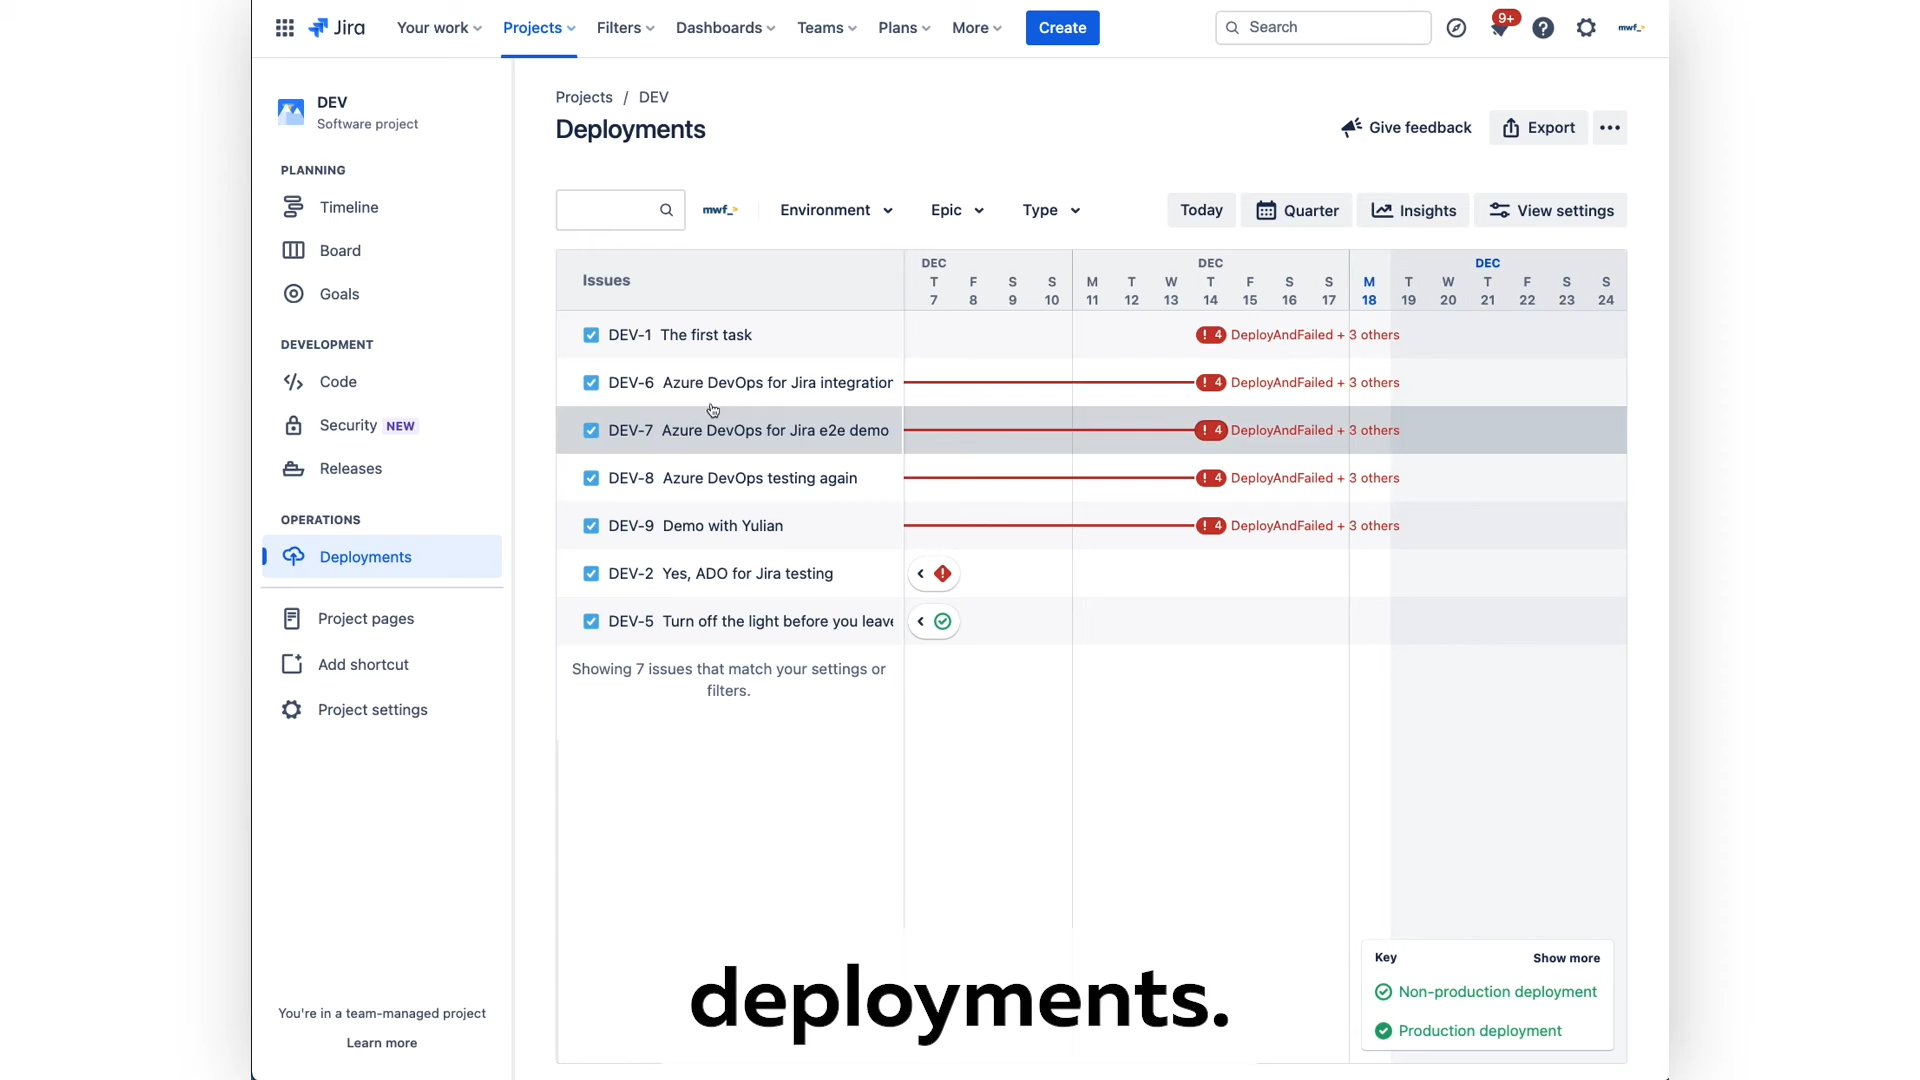 Jira Your work Projects Filters Dashboards Teams Plans More Create Search 9+ mwf_>
DEV
Software project
PLANNING
Timeline
Board
Goals
DEVELOPMENT
Code
Security NEW
Releases
OPERATIONS
Deployments
Project pages
Add shortcut
Project settings
You're in a team-managed project
Learn more
Projects / DEV
Deployments
Give feedback Export
mwf_> Environment Epic Type Today Quarter Insights View settings
Issues
DEC DEC DEC
T F S S M T W T F S S M T W T F S S
7 8 9 10 11 12 13 14 15 16 17 18 19 20 21 22 23 24
DEV-1 The first task ! 4 DeployAndFailed + 3 others
DEV-6 Azure DevOps for Jira integration ! 4 DeployAndFailed + 3 others
DEV-7 Azure DevOps for Jira e2e demo ! 4 DeployAndFailed + 3 others
DEV-8 Azure DevOps testing again ! 4 DeployAndFailed + 3 others
DEV-9 Demo with Yulian ! 4 DeployAndFailed + 3 others
DEV-2 Yes, ADO for Jira testing
DEV-5 Turn off the light before you leave
Showing 7 issues that match your settings or
filters.
Key Show more
Non-production deployment
Production deployment
deployments.